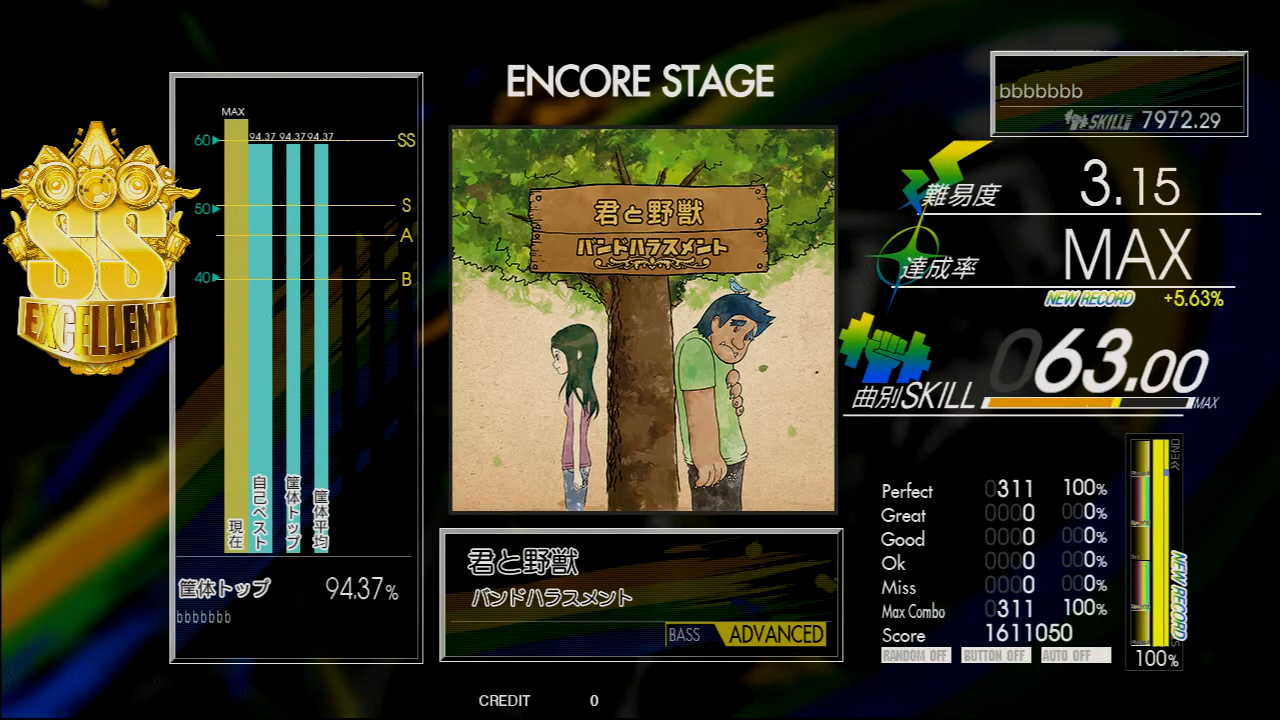 ENCORE STAGE
bbbbbbb
SKILL 7972.29
MAX
94.37 94.37 94.37
60 SS
50 S
A
40 B
現在
自己ベスト
筐体トップ
筐体平均
筐体トップ 94.37%
bbbbbbb
SS
EXCELLENT
君と野獣
バンドハラスメント
君と野獣
バンドハラスメント
BASS ADVANCED
難易度 3.15
達成率 MAX
NEW RECORD +5.63%
曲別SKILL 063.00
MAX
Perfect 0311 100%
Great 0000 000%
Good 0000 000%
Ok 0000 000%
Miss 0000 000%
Max Combo 0311 100%
Score 1611050
RANDOM OFF BUTTON OFF AUTO OFF
END
NEW RECORD
100%
CREDIT 0